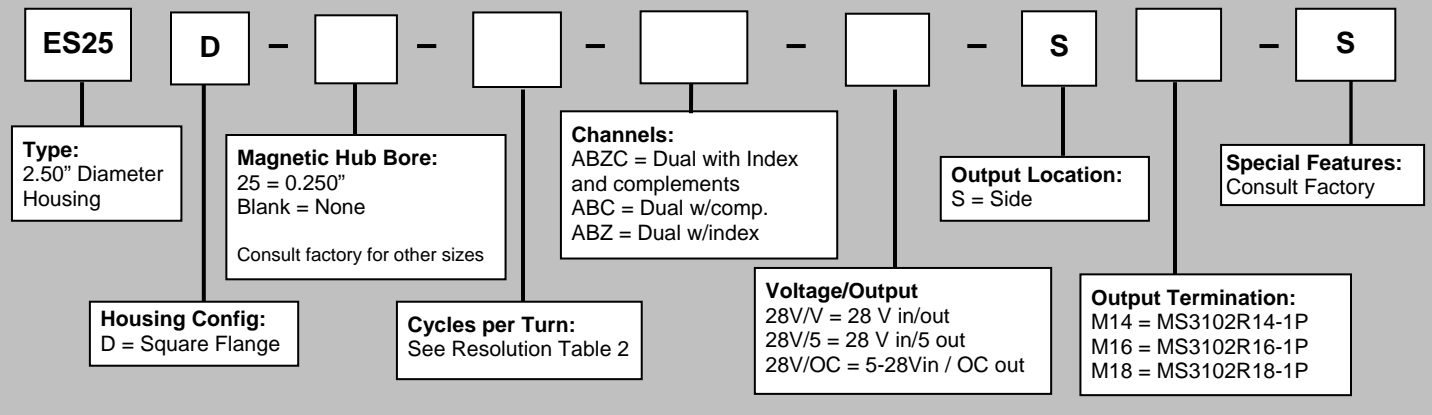 ES25 D – – – – – S – S
Type:
2.50” Diameter
Housing
Housing Config:
D = Square Flange
Magnetic Hub Bore:
25 = 0.250”
Blank = None
Consult factory for other sizes
Cycles per Turn:
See Resolution Table 2
Channels:
ABZC = Dual with Index
and complements
ABC = Dual w/comp.
ABZ = Dual w/index
Voltage/Output
28V/V = 28 V in/out
28V/5 = 28 V in/5 out
28V/OC = 5-28Vin / OC out
Output Location:
S = Side
Output Termination:
M14 = MS3102R14-1P
M16 = MS3102R16-1P
M18 = MS3102R18-1P
Special Features:
Consult Factory